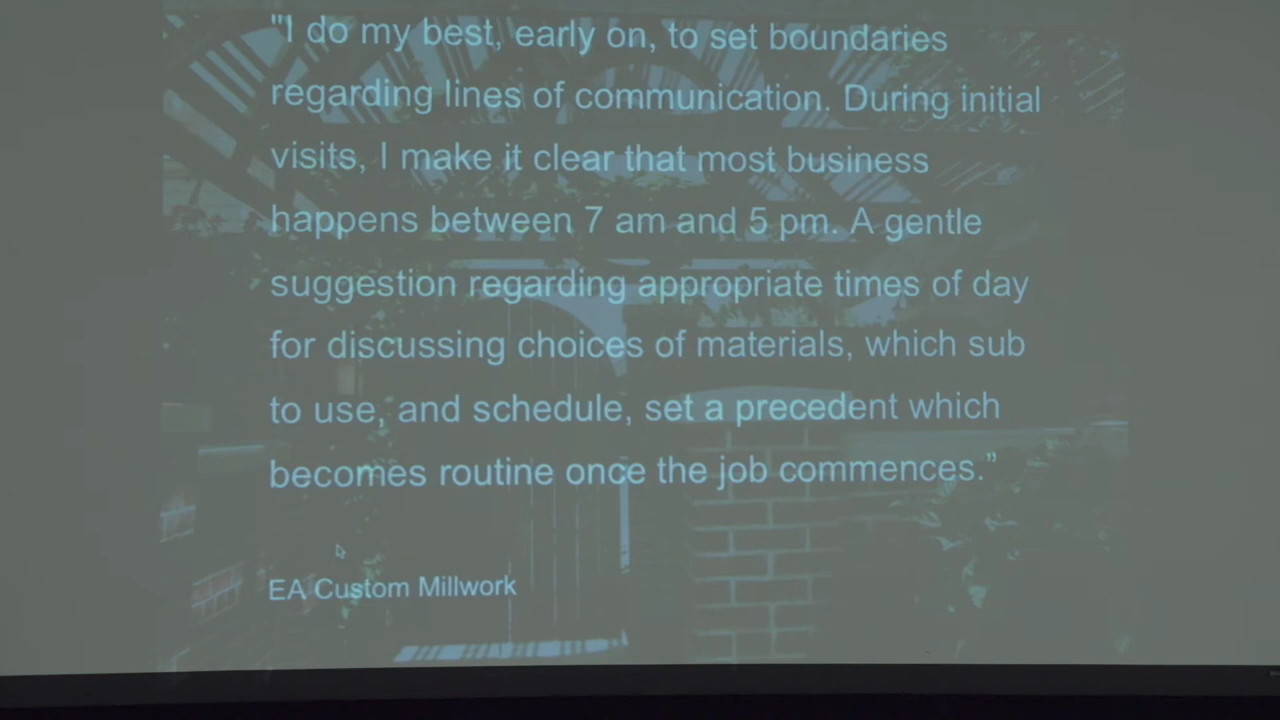 "I do my best, early on, to set boundaries
regarding lines of communication. During initial
visits, I make it clear that most business
happens between 7 am and 5 pm. A gentle
suggestion regarding appropriate times of day
for discussing choices of materials, which sub
to use, and schedule, set a precedent which
becomes routine once the job commences.”
EA Custom Millwork